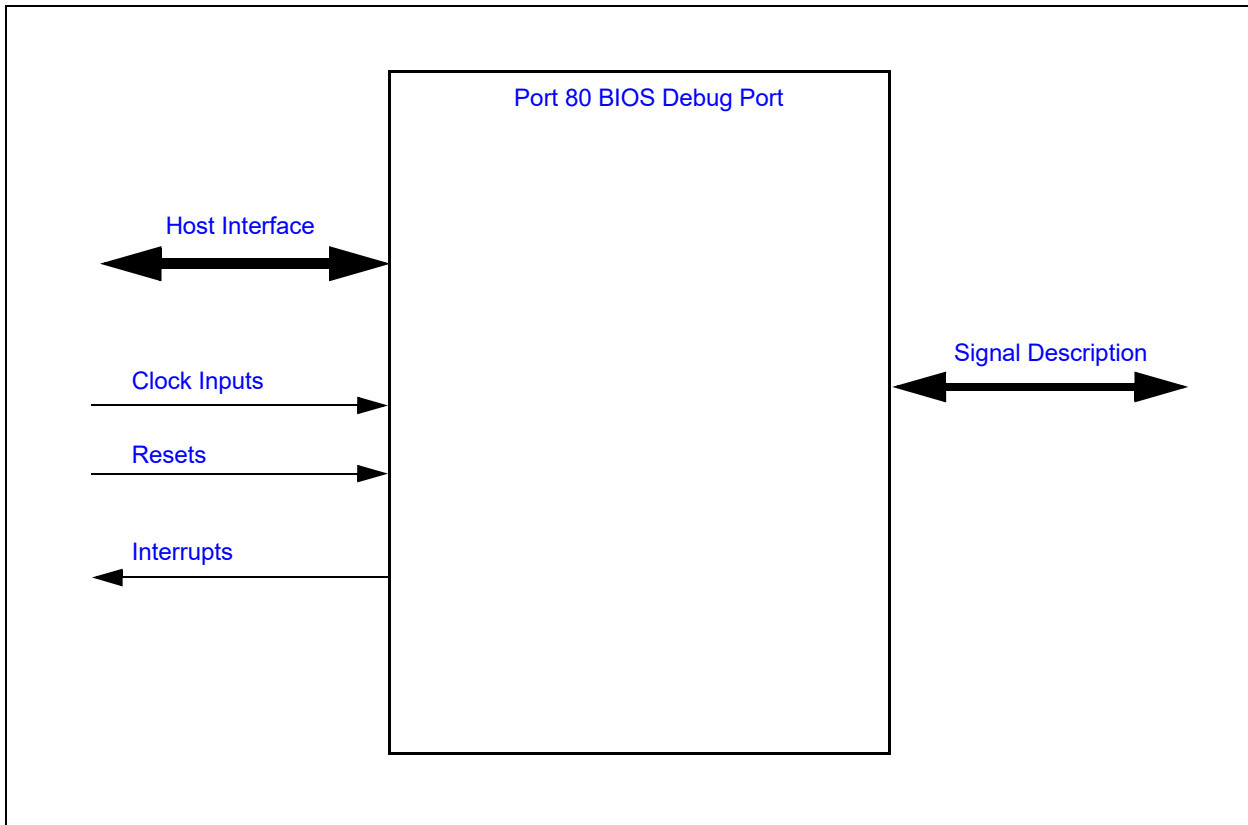 Port 80 BIOS Debug Port
Host Interface
Signal Description
Clock Inputs
Resets
Interrupts